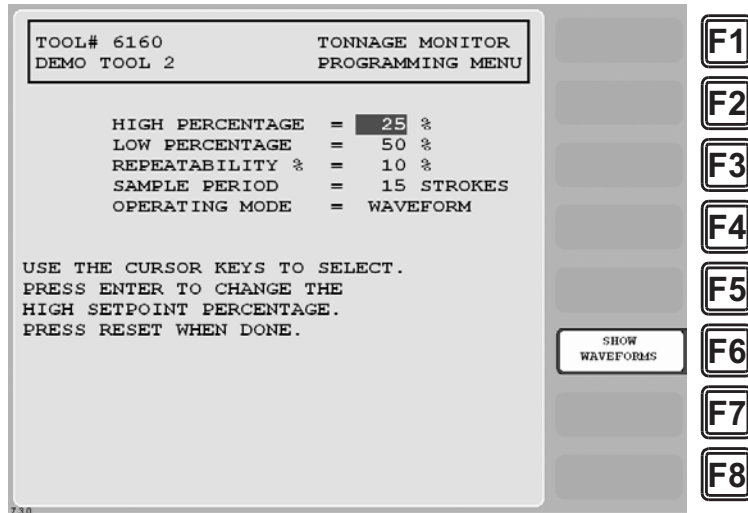 TOOL# 6160 TONNAGE MONITOR
DEMO TOOL 2 PROGRAMMING MENU
HIGH PERCENTAGE = 25 %
LOW PERCENTAGE = 50 %
REPEATABILITY % = 10 %
SAMPLE PERIOD = 15 STROKES
OPERATING MODE = WAVEFORM
USE THE CURSOR KEYS TO SELECT.
PRESS ENTER TO CHANGE THE
HIGH SETPOINT PERCENTAGE.
PRESS RESET WHEN DONE.
SHOW
WAVEFORMS
F1
F2
F3
F4
F5
F6
F7
F8
730